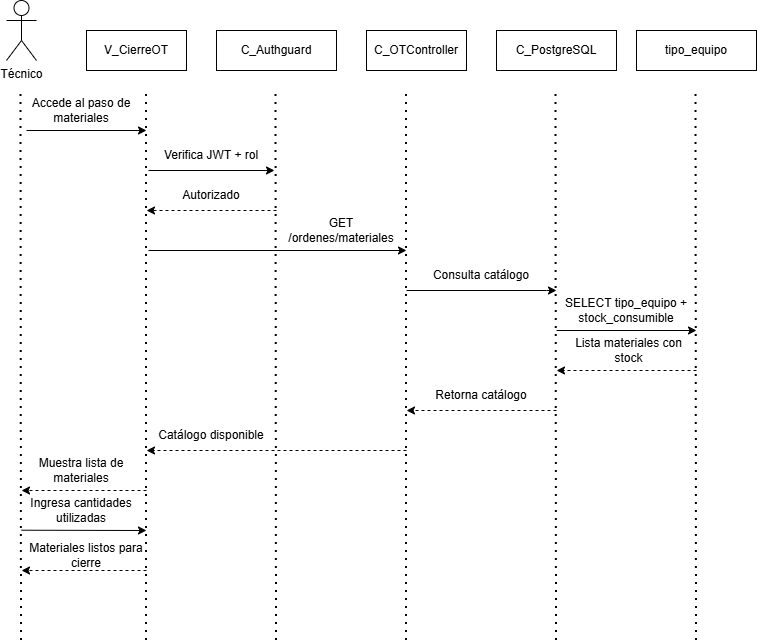 V_CierreOT
C_Authguard
C_OTController
C_PostgreSQL
tipo_equipo
Técnico
Accede al paso de
materiales
Verifica JWT + rol
Autorizado
GET
/ordenes/materiales
Consulta catálogo
SELECT tipo_equipo +
stock_consumible
Lista materiales con
stock
Retorna catálogo
Catálogo disponible
Muestra lista de
materiales
Ingresa cantidades
utilizadas
Materiales listos para
cierre